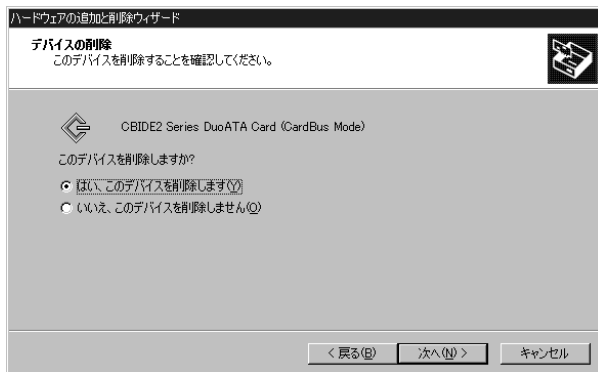 ハードウェアの追加と削除ウィザード
デバイスの削除
このデバイスを削除することを確認してください。
CBIDE2 Series DuoATA Card (CardBus Mode)
このデバイスを削除しますか?
はい、このデバイスを削除します(Y)
いいえ、このデバイスを削除しません(O)
< 戻る(B) 次へ(N) > キャンセル